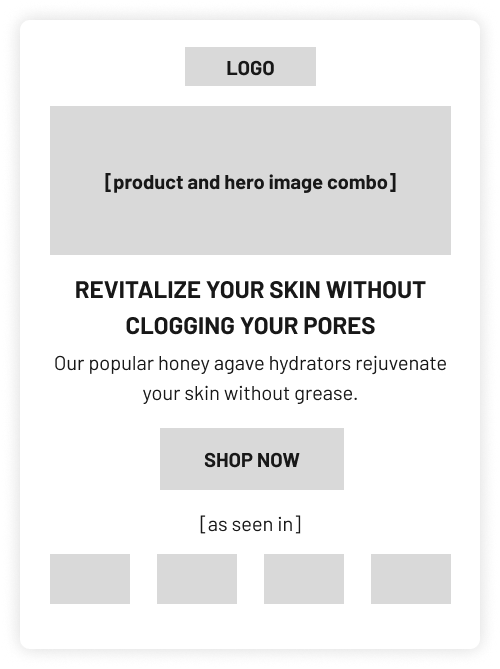 LOGO
[product and hero image combo]
REVITALIZE YOUR SKIN WITHOUT
CLOGGING YOUR PORES
Our popular honey agave hydrators rejuvenate
your skin without grease.
SHOP NOW
[as seen in]